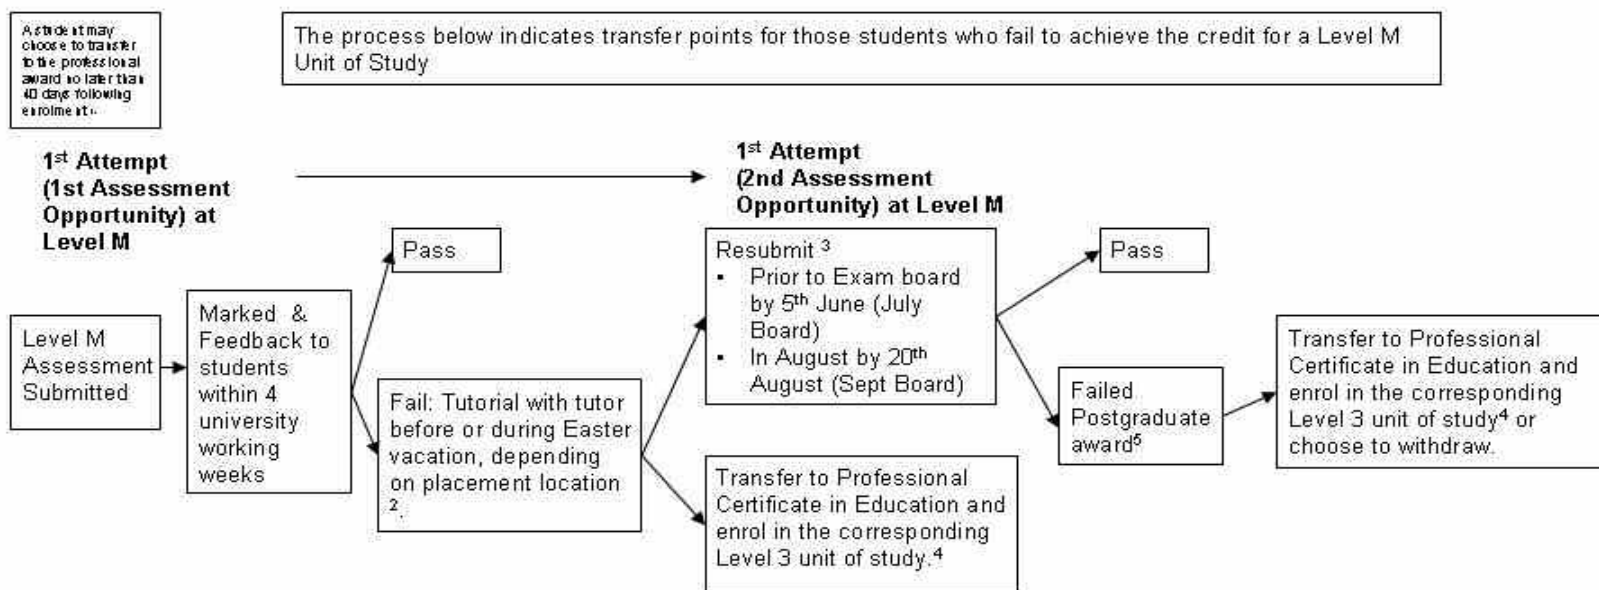 A student may
choose to transfer
to the professional
award no later than
40 days following
enrolment
The process below indicates transfer points for those students who fail to achieve the credit for a Level M
Unit of Study
1st Attempt
(1st Assessment
Opportunity) at
Level M
1st Attempt
(2nd Assessment
Opportunity) at Level M
Level M
Assessment
Submitted
Marked & 
Feedback to
students
within 4
university
working
weeks
Pass
Fail: Tutorial with tutor
before or during Easter
vacation, depending
on placement location
2.
Resubmit 3
▪ Prior to Exam board
by 5th June (July
Board)
▪ In August by 20th
August (Sept Board)
Transfer to Professional
Certificate in Education and
enrol in the corresponding
Level 3 unit of study.4
Pass
Failed
Postgraduate
award5
Transfer to Professional
Certificate in Education and
enrol in the corresponding
Level 3 unit of study4 or
choose to withdraw.